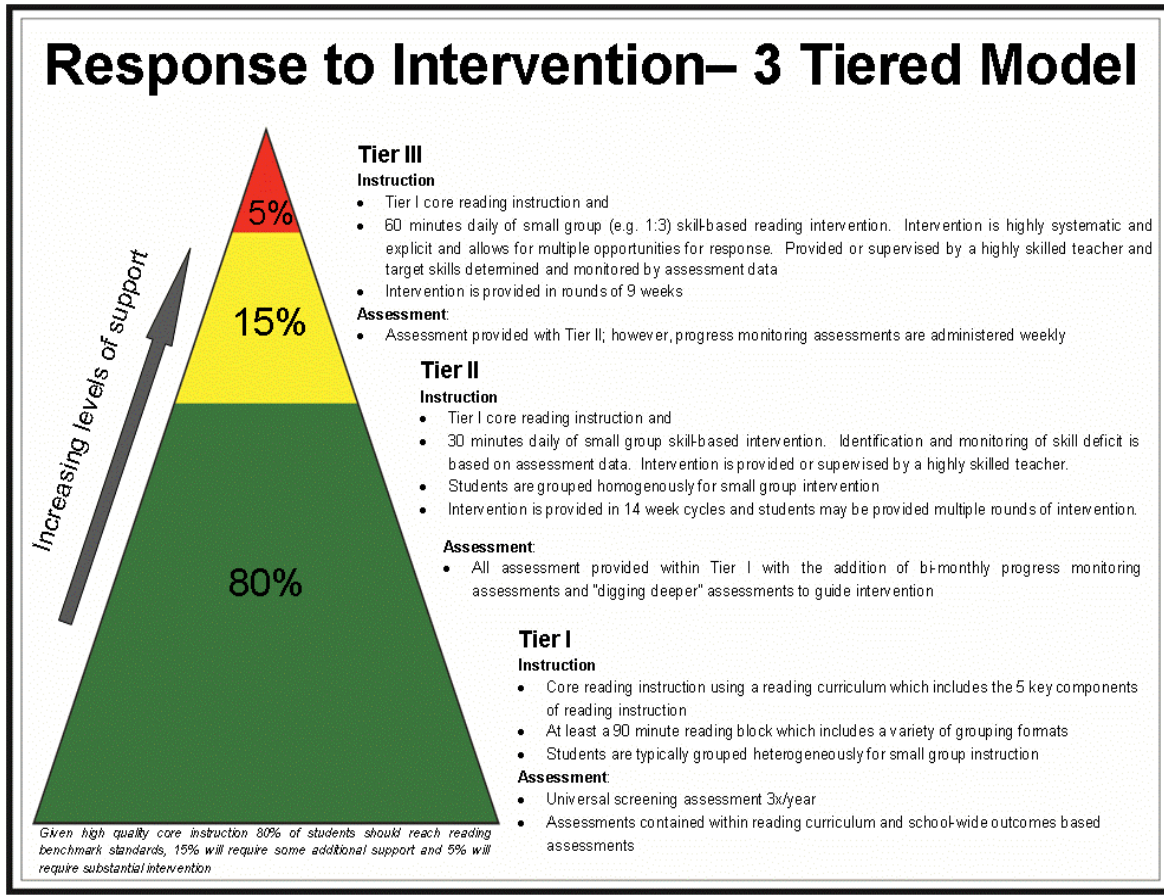 Response to Intervention– 3 Tiered Model
Tier III
Instruction
• Tier I core reading instruction and
• 60 minutes daily of small group (e.g. 1:3) skill-based reading intervention. Intervention is highly systematic and
explicit and allows for multiple opportunities for response. Provided or supervised by a highly skilled teacher and
target skills determined and monitored by assessment data
• Intervention is provided in rounds of 9 weeks
Assessment:
• Assessment provided with Tier II; however, progress monitoring assessments are administered weekly
5%
15%
80%
Increasing levels of support
Tier II
Instruction
• Tier I core reading instruction and
• 30 minutes daily of small group skill-based intervention. Identification and monitoring of skill deficit is
based on assessment data. Intervention is provided or supervised by a highly skilled teacher.
• Students are grouped homogenously for small group intervention
• Intervention is provided in 14 week cycles and students may be provided multiple rounds of intervention.
Assessment:
• All assessment provided within Tier I with the addition of bi-monthly progress monitoring
assessments and "digging deeper" assessments to guide intervention
Tier I
Instruction
• Core reading instruction using a reading curriculum which includes the 5 key components
of reading instruction
• At least a 90 minute reading block which includes a variety of grouping formats
• Students are typically grouped heterogeneously for small group instruction
Assessment:
• Universal screening assessment 3x/year
• Assessments contained within reading curriculum and school-wide outcomes based
assessments
Given high quality core instruction 80% of students should reach reading
benchmark standards, 15% will require some additional support and 5% will
require substantial intervention